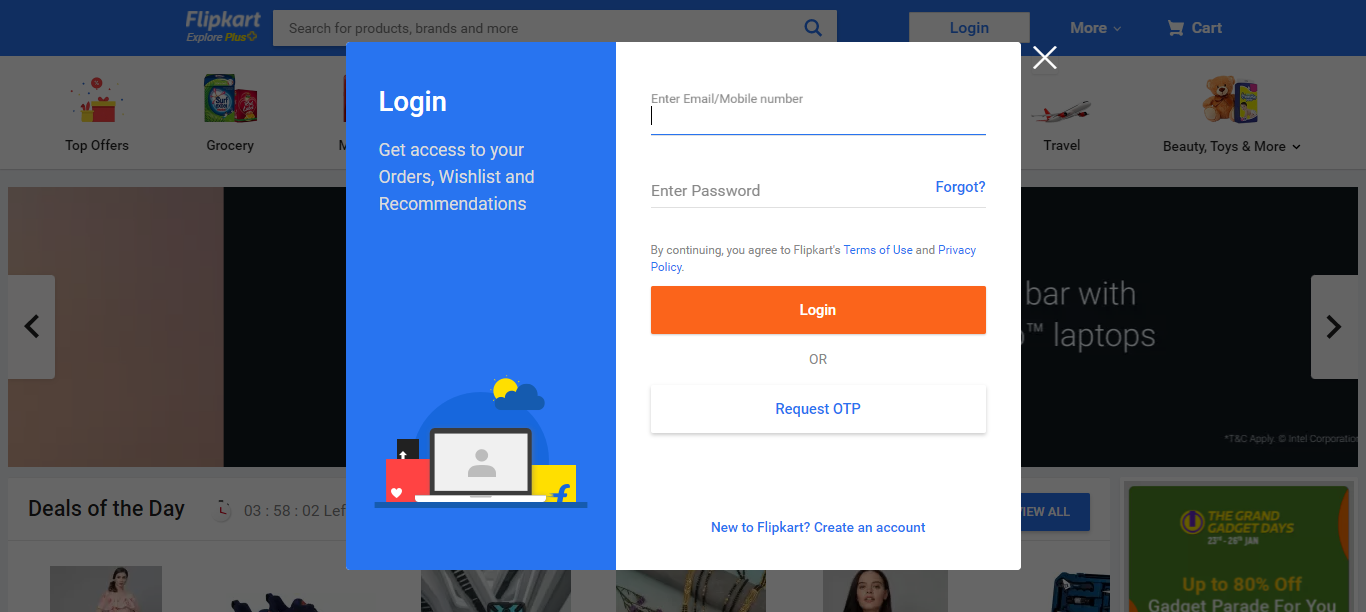 Flipkart
Explore Plus
Search for products, brands and more
Login
More
Cart
Top Offers
Grocery
Travel
Beauty, Toys & More
Login
Get access to your
Orders, Wishlist and
Recommendations
Enter Email/Mobile number
Enter Password
Forgot?
By continuing, you agree to Flipkart's Terms of Use and Privacy
Policy.
Login
OR
Request OTP
New to Flipkart? Create an account
bar with
™ laptops
*T&C Apply. © Intel Corporation
Deals of the Day
03 : 58 : 02 Left
VIEW ALL
THE GRAND
GADGET DAYS
23RD - 26TH JAN
Up to 80% Off
Gadget Parade For You